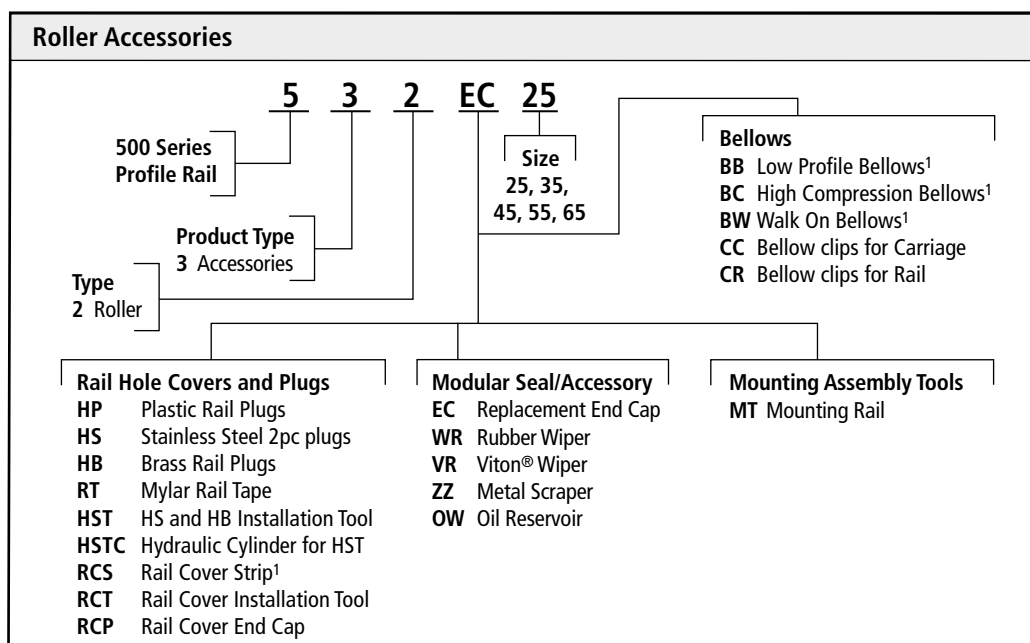 Roller Accessories
5 3 2 EC 25
500 Series
Profile Rail
Size
25, 35,
45, 55, 65
Product Type
3 Accessories
Type
2 Roller
Bellows
BB Low Profile Bellows¹
BC High Compression Bellows¹
BW Walk On Bellows¹
CC Bellow clips for Carriage
CR Bellow clips for Rail
Rail Hole Covers and Plugs
HP Plastic Rail Plugs
HS Stainless Steel 2pc plugs
HB Brass Rail Plugs
RT Mylar Rail Tape
HST HS and HB Installation Tool
HSTC Hydraulic Cylinder for HST
RCS Rail Cover Strip¹
RCT Rail Cover Installation Tool
RCP Rail Cover End Cap
Modular Seal/Accessory
EC Replacement End Cap
WR Rubber Wiper
VR Viton® Wiper
ZZ Metal Scraper
OW Oil Reservoir
Mounting Assembly Tools
MT Mounting Rail